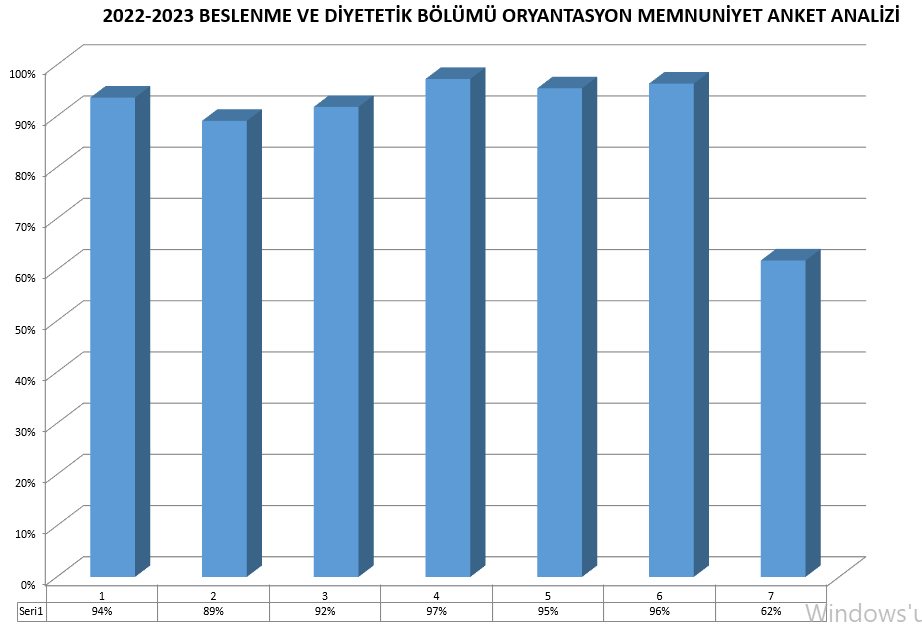 2022-2023 BESLENME VE DİYETETİK BÖLÜMÜ ORYANTASYON MEMNUNİYET ANKET ANALİZİ
100%
90%
80%
70%
60%
50%
40%
30%
20%
10%
0%
1 2 3 4 5 6 7
Seri1 94% 89% 92% 97% 95% 96% 62%
Windows'u